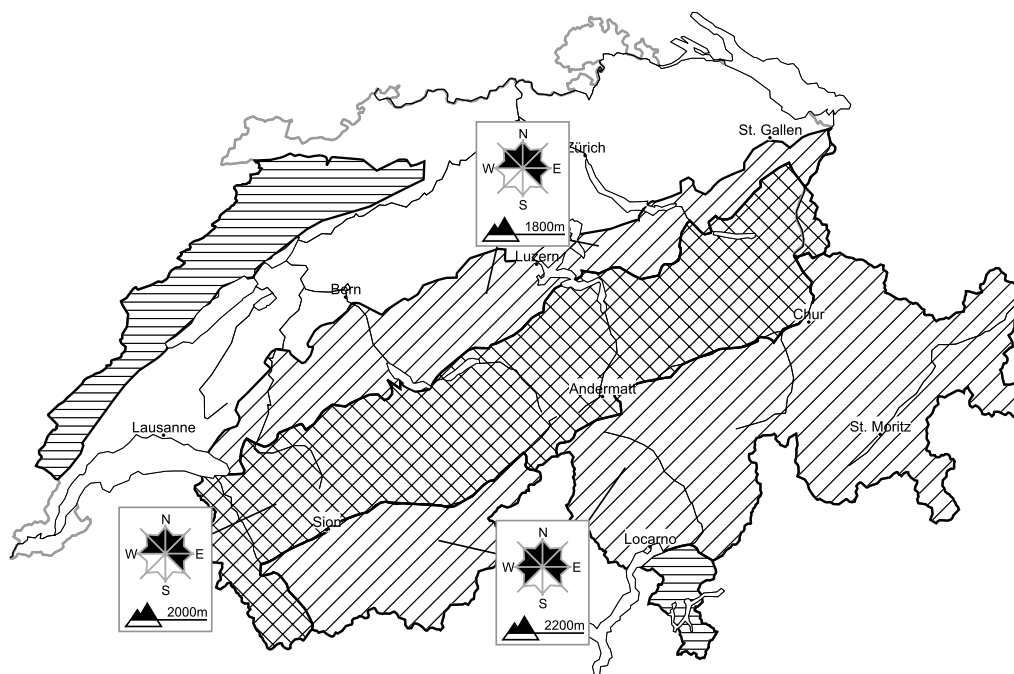 St. Gallen
N
W E
S
1800m
Zürich
Luzern
Bern
Chur
Andermatt
Lausanne
St. Moritz
Sion
N
W E
S
2000m
Locarno
N
W E
S
2200m